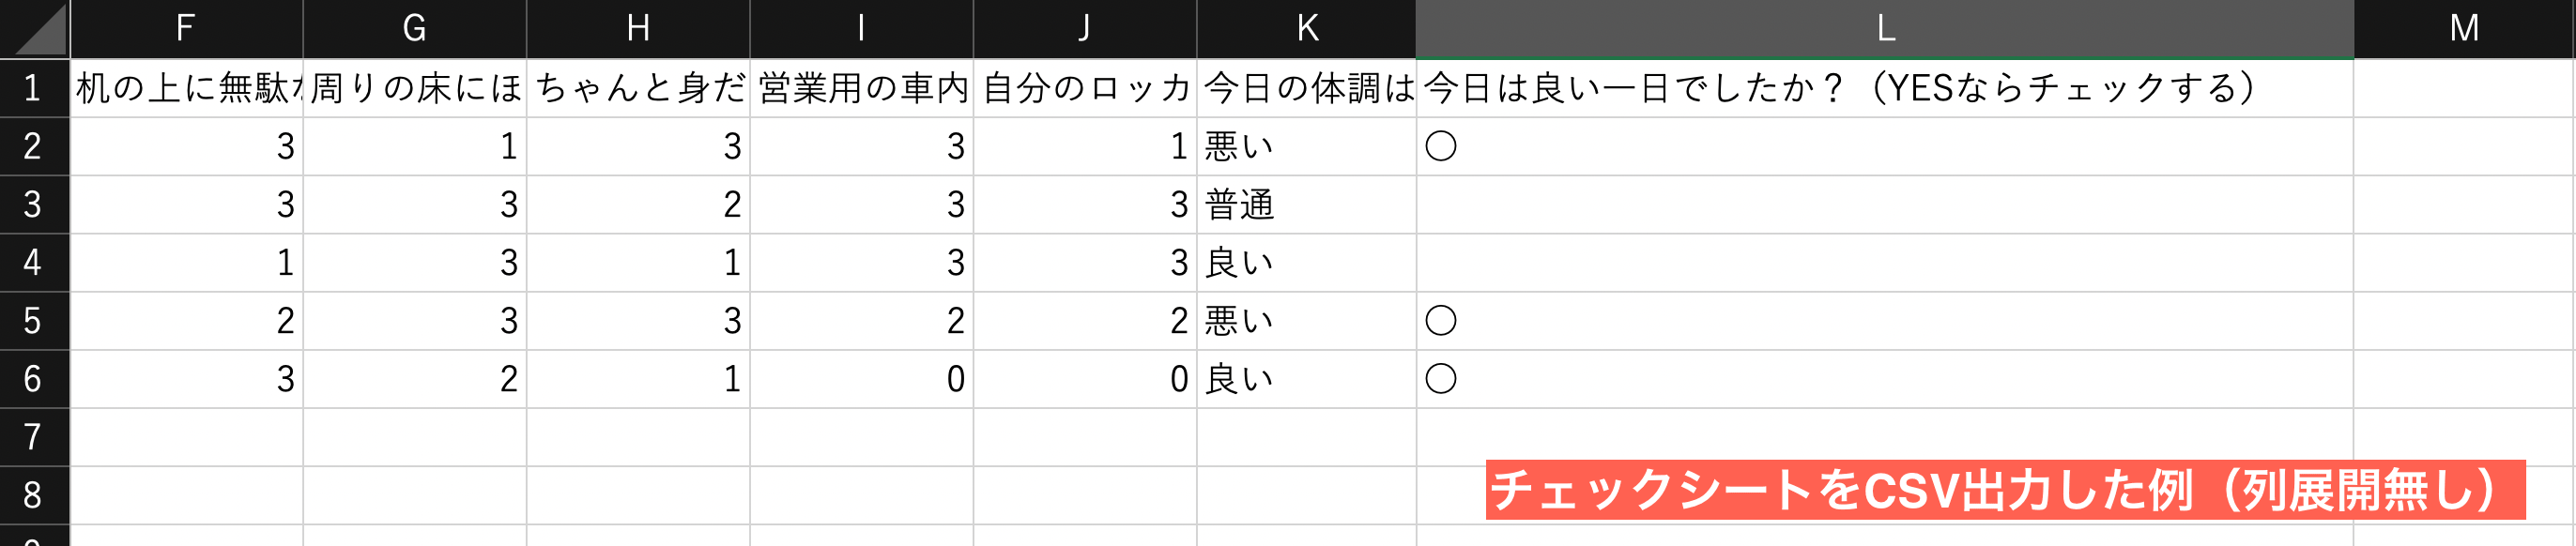 F G H I J K L M
1 机の上に無駄 周りの床にほ ちゃんと身だ 営業用の車内 自分のロッカ 今日の体調は 今日は良い一日でしたか？（YESならチェックする）
2 3 1 3 3 1 悪い ○
3 3 3 2 3 3 普通
4 1 3 1 3 3 良い
5 2 3 3 2 2 悪い ○
6 3 2 1 0 0 良い ○
7
8
チェックシートをCSV出力した例（列展開無し）